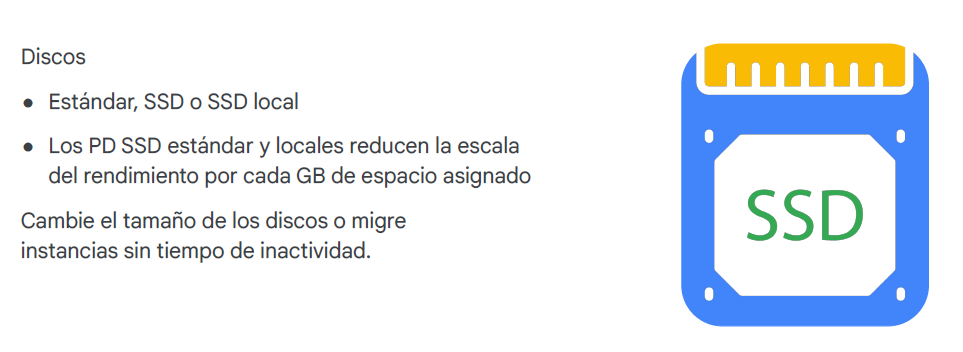 Discos
● Estándar, SSD o SSD local
● Los PD SSD estándar y locales reducen la escala
del rendimiento por cada GB de espacio asignado
Cambie el tamaño de los discos o migre
instancias sin tiempo de inactividad.
SSD